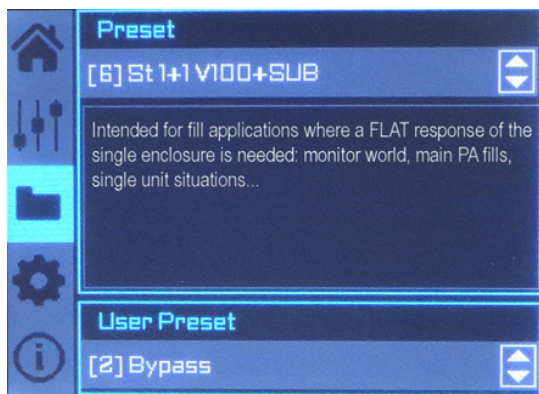 Preset
[6] St 1+1 V100+SUB
Intended for fill applications where a FLAT response of the
single enclosure is needed: monitor world, main PA fills,
single unit situations...
User Preset
[2] Bypass